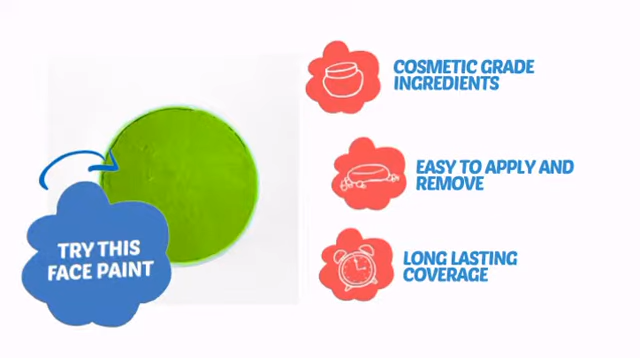 COSMETIC GRADE
INGREDIENTS
EASY TO APPLY AND
REMOVE
TRY THIS
FACE PAINT
LONG LASTING
COVERAGE